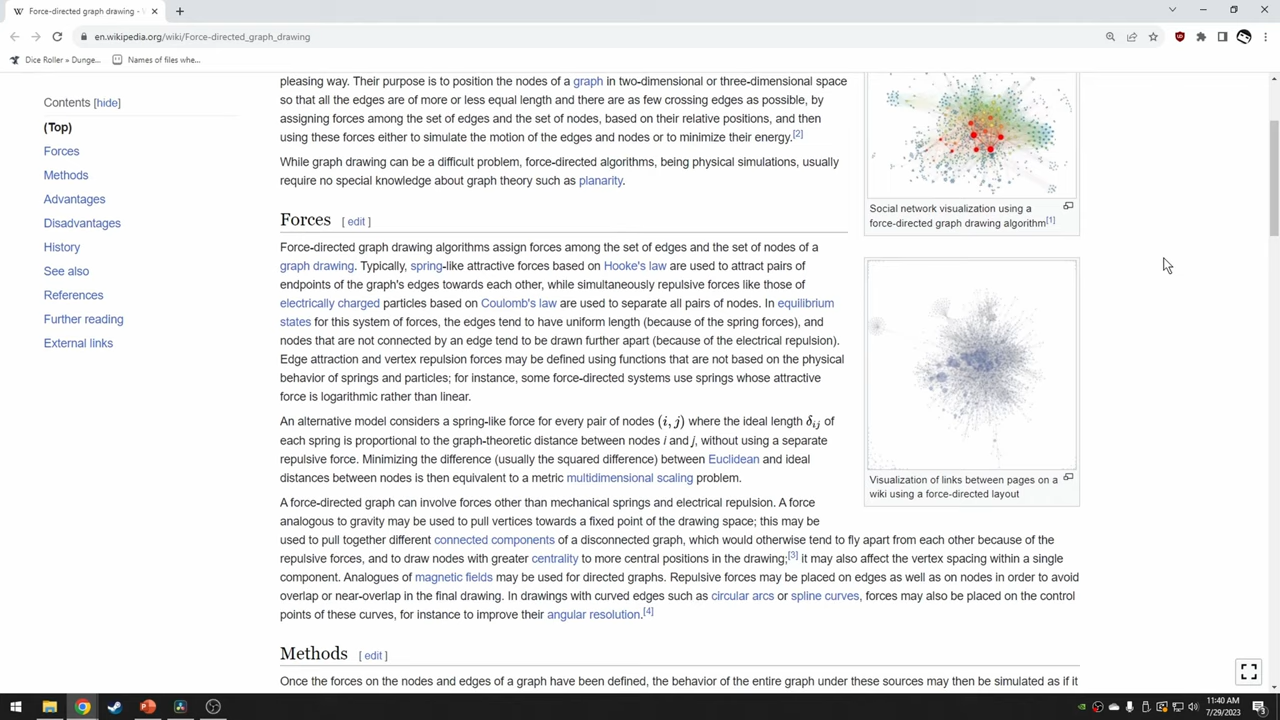 Force-directed graph drawing -
en.wikipedia.org/wiki/Force-directed_graph_drawing
Dice Roller » Dunge...
Names of files whe...
Contents [hide]
(Top)
Forces
Methods
Advantages
Disadvantages
History
See also
References
Further reading
External links
pleasing way. Their purpose is to position the nodes of a graph in two-dimensional or three-dimensional space
so that all the edges are of more or less equal length and there are as few crossing edges as possible, by
assigning forces among the set of edges and the set of nodes, based on their relative positions, and then
using these forces either to simulate the motion of the edges and nodes or to minimize their energy.[2]
While graph drawing can be a difficult problem, force-directed algorithms, being physical simulations, usually
require no special knowledge about graph theory such as planarity.
Forces [ edit ]
Force-directed graph drawing algorithms assign forces among the set of edges and the set of nodes of a
graph drawing. Typically, spring-like attractive forces based on Hooke's law are used to attract pairs of
endpoints of the graph's edges towards each other, while simultaneously repulsive forces like those of
electrically charged particles based on Coulomb's law are used to separate all pairs of nodes. In equilibrium
states for this system of forces, the edges tend to have uniform length (because of the spring forces), and
nodes that are not connected by an edge tend to be drawn further apart (because of the electrical repulsion).
Edge attraction and vertex repulsion forces may be defined using functions that are not based on the physical
behavior of springs and particles; for instance, some force-directed systems use springs whose attractive
force is logarithmic rather than linear.
An alternative model considers a spring-like force for every pair of nodes (i, j) where the ideal length δij of
each spring is proportional to the graph-theoretic distance between nodes i and j, without using a separate
repulsive force. Minimizing the difference (usually the squared difference) between Euclidean and ideal
distances between nodes is then equivalent to a metric multidimensional scaling problem.
A force-directed graph can involve forces other than mechanical springs and electrical repulsion. A force
analogous to gravity may be used to pull vertices towards a fixed point of the drawing space; this may be
used to pull together different connected components of a disconnected graph, which would otherwise tend to fly apart from each other because of the
repulsive forces, and to draw nodes with greater centrality to more central positions in the drawing;[3] it may also affect the vertex spacing within a single
component. Analogues of magnetic fields may be used for directed graphs. Repulsive forces may be placed on edges as well as on nodes in order to avoid
overlap or near-overlap in the final drawing. In drawings with curved edges such as circular arcs or spline curves, forces may also be placed on the control
points of these curves, for instance to improve their angular resolution.[4]
Methods [ edit ]
Once the forces on the nodes and edges of a graph have been defined, the behavior of the entire graph under these sources may then be simulated as if it
Social network visualization using a
force-directed graph drawing algorithm[1]
Visualization of links between pages on a
wiki using a force-directed layout
11:40 AM
7/29/2023
3